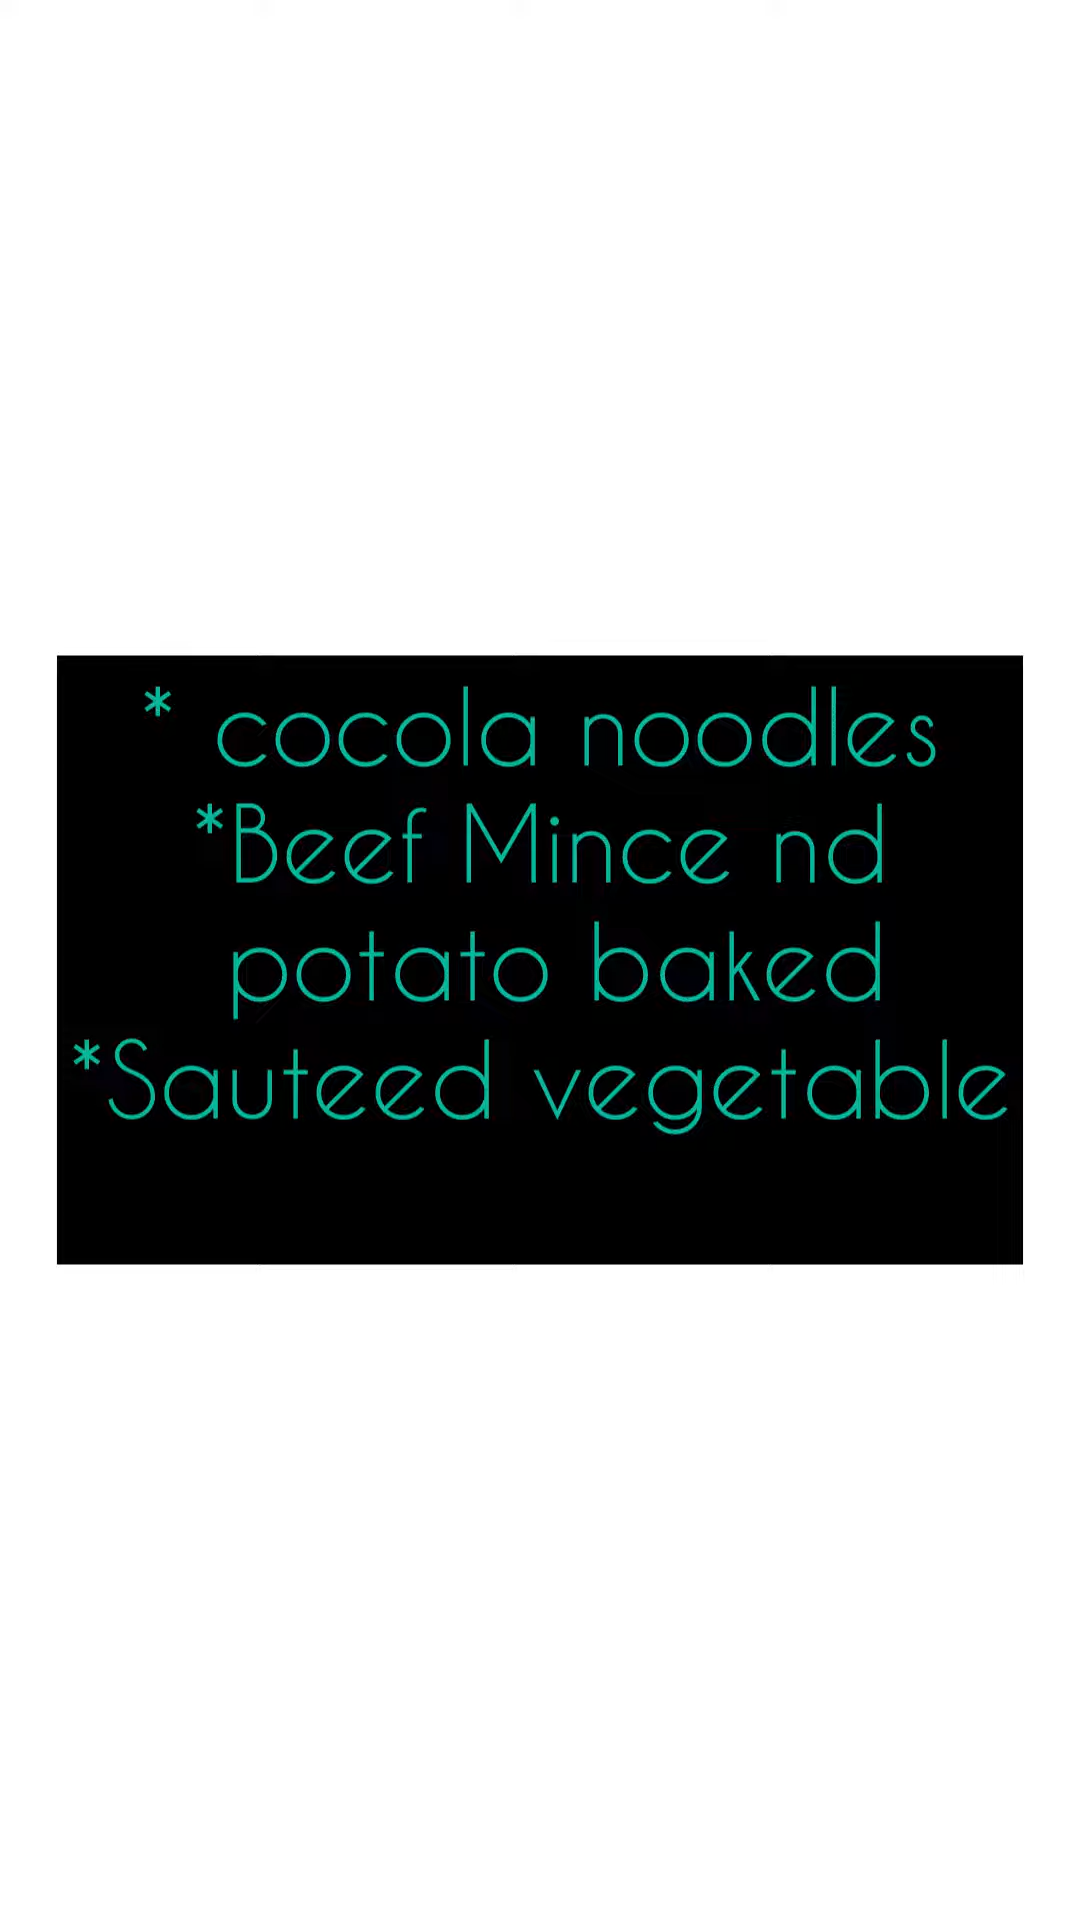 * cocola noodles
*Beef Mince nd
potato baked
*Sauteed vegetable